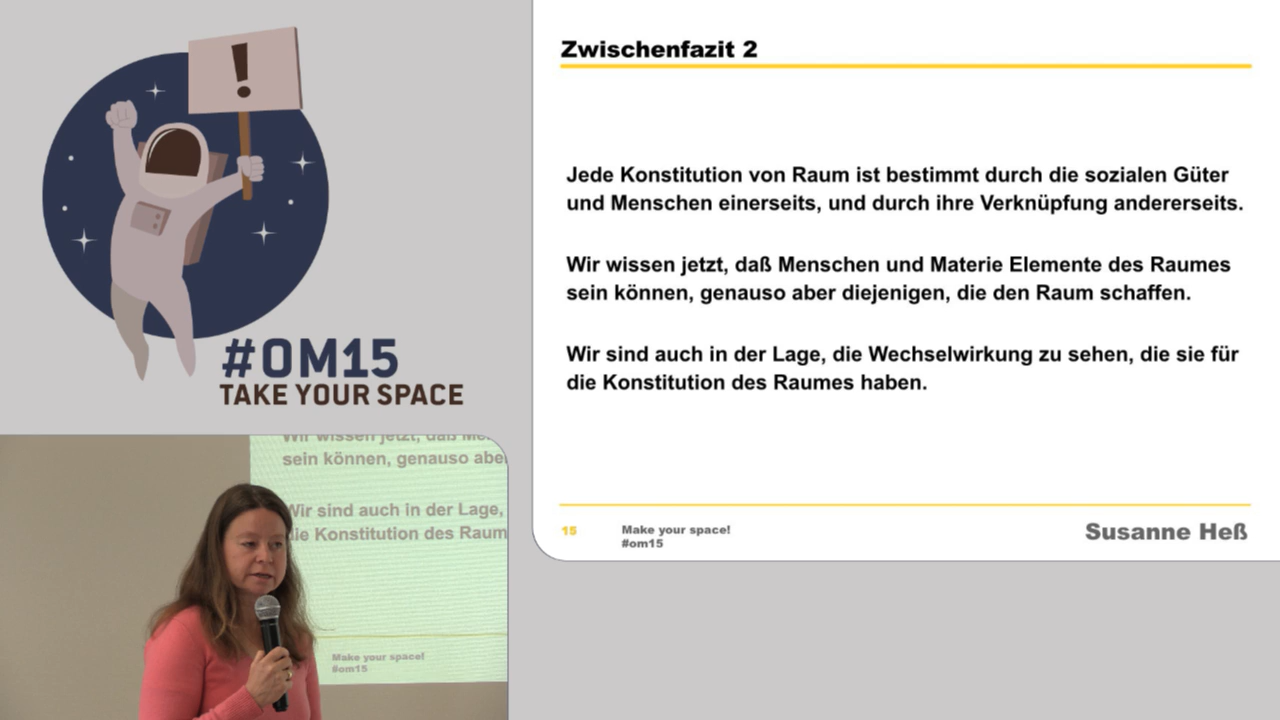 !
#OM15
TAKE YOUR SPACE
Zwischenfazit 2
Jede Konstitution von Raum ist bestimmt durch die sozialen Güter
und Menschen einerseits, und durch ihre Verknüpfung andererseits.
Wir wissen jetzt, daß Menschen und Materie Elemente des Raumes
sein können, genauso aber diejenigen, die den Raum schaffen.
Wir sind auch in der Lage, die Wechselwirkung zu sehen, die sie für
die Konstitution des Raumes haben.
15
Make your space!
#om15
Susanne Heß
Wir wissen jetzt, daß
sein können, genauso
Wir sind auch in der Lage,
die Konstitution des Raum
Make your space!
#om15